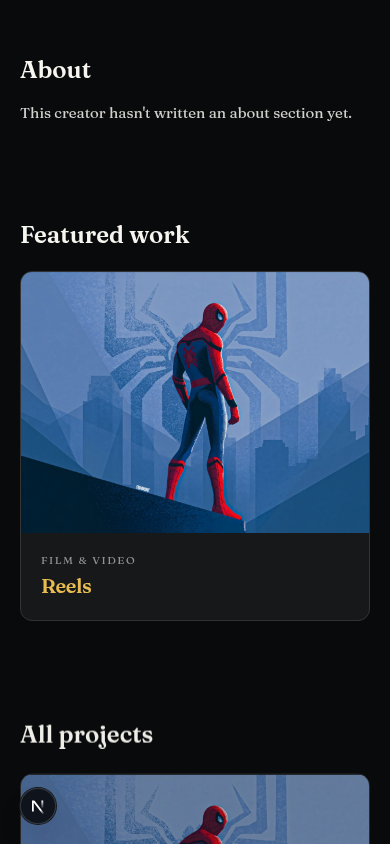 About
This creator hasn't written an about section yet.
Featured work
FILM & VIDEO
Reels
All projects
N